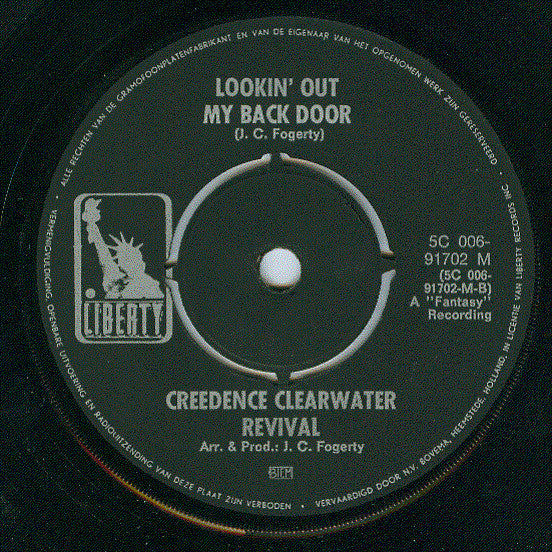 LOOKIN' OUT
MY BACK DOOR
(J. C. Fogerty)
LIBERTY
5C 006-
91702 M
(5C 006-
91702-M-B)
A "Fantasy"
Recording
CREEDENCE CLEARWATER
REVIVAL
Arr. & Prod.: J. C. Fogerty
BIEM
• ALLE RECHTEN VAN DE GRAMOFOONPLATENFABRIKANT EN VAN DE EIGENAAR VAN HET OPGENOMEN WERK ZIJN GERESERVEERD •
VERMENIGVULDIGING, OPENBARE UITVOERING EN RADIOUITZENDING VAN DEZE PLAAT ZIJN VERBODEN •
VERVAARDIGD DOOR N.V. BOVEMA, HEEMSTEDE, HOLLAND, IN LICENTIE VAN LIBERTY RECORDS INC.